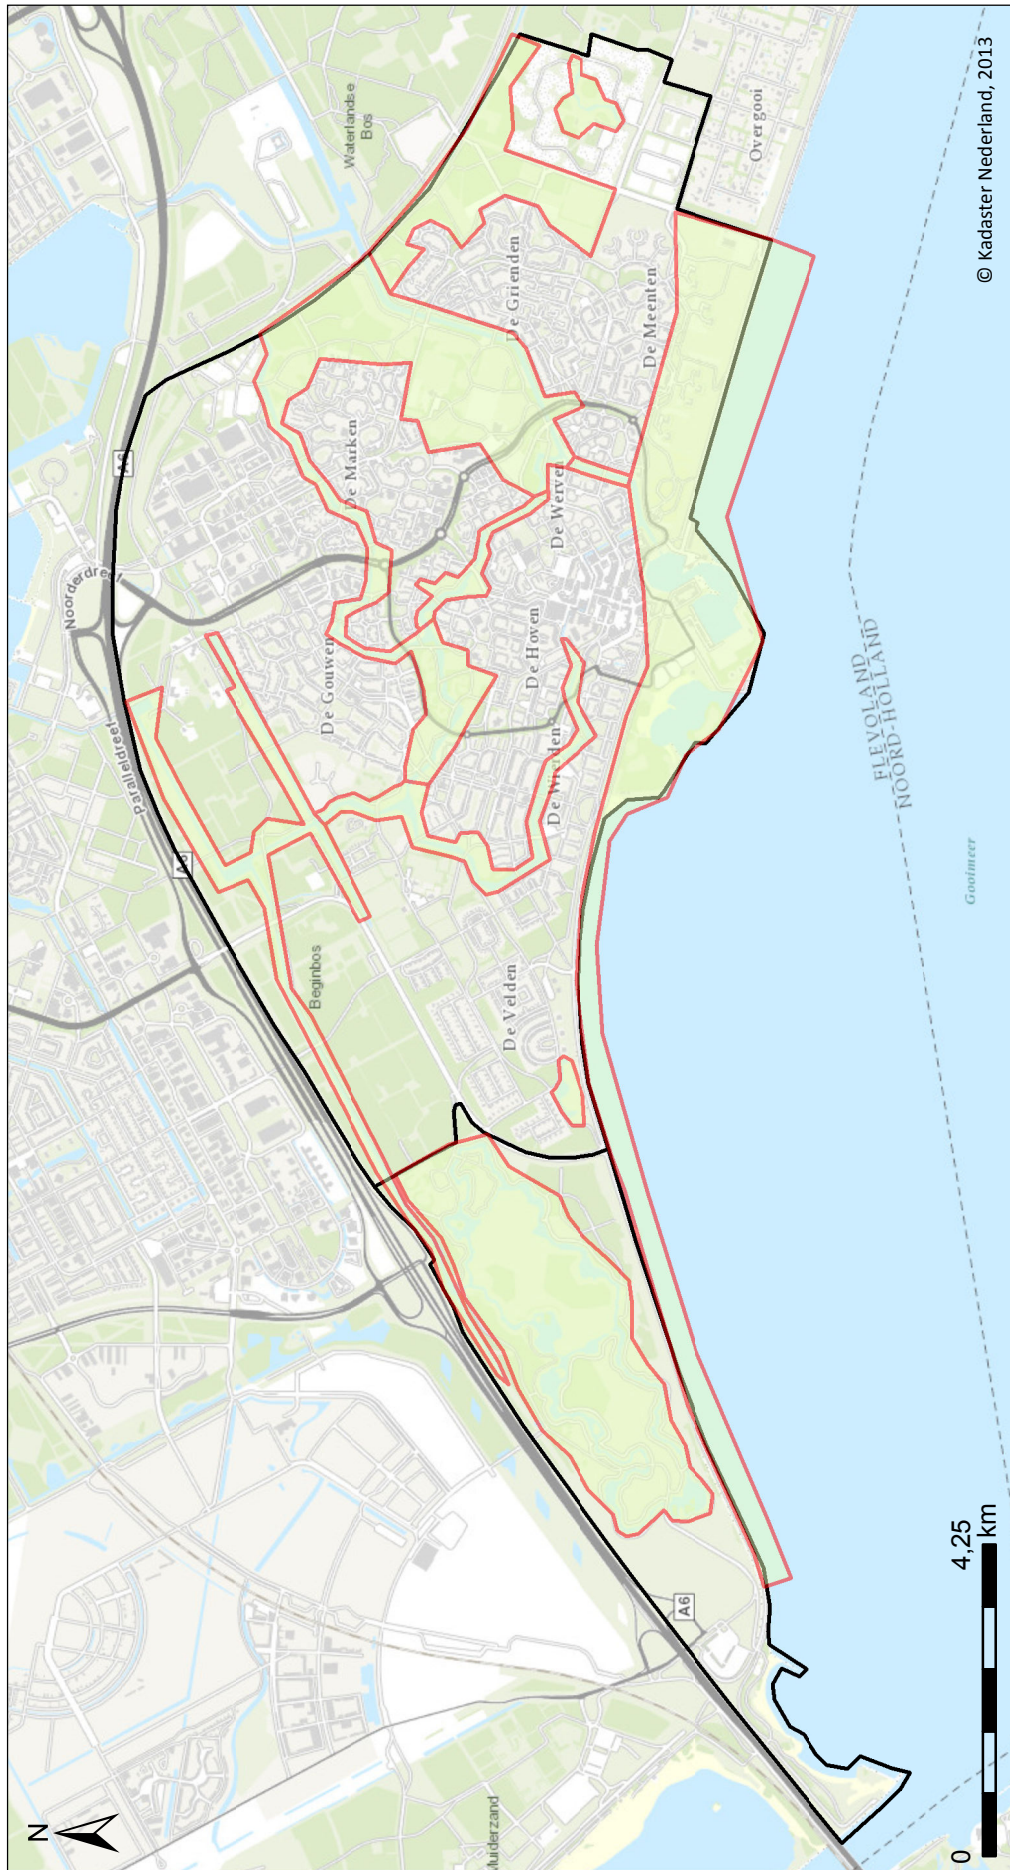 N
Noorderdreef
Paralleldreef
A6
A6
A6
Waterlandse
Bos
Beginbos
De Marken
De Grienden
De Gouwen
De Werven
De Meenten
De Hoven
De Wierden
De Velden
Overgooi
Muiderzand
FLEVOLAND
NOORD-HOLLAND
Gooimeer
0
4,25
km
© Kadaster Nederland, 2013